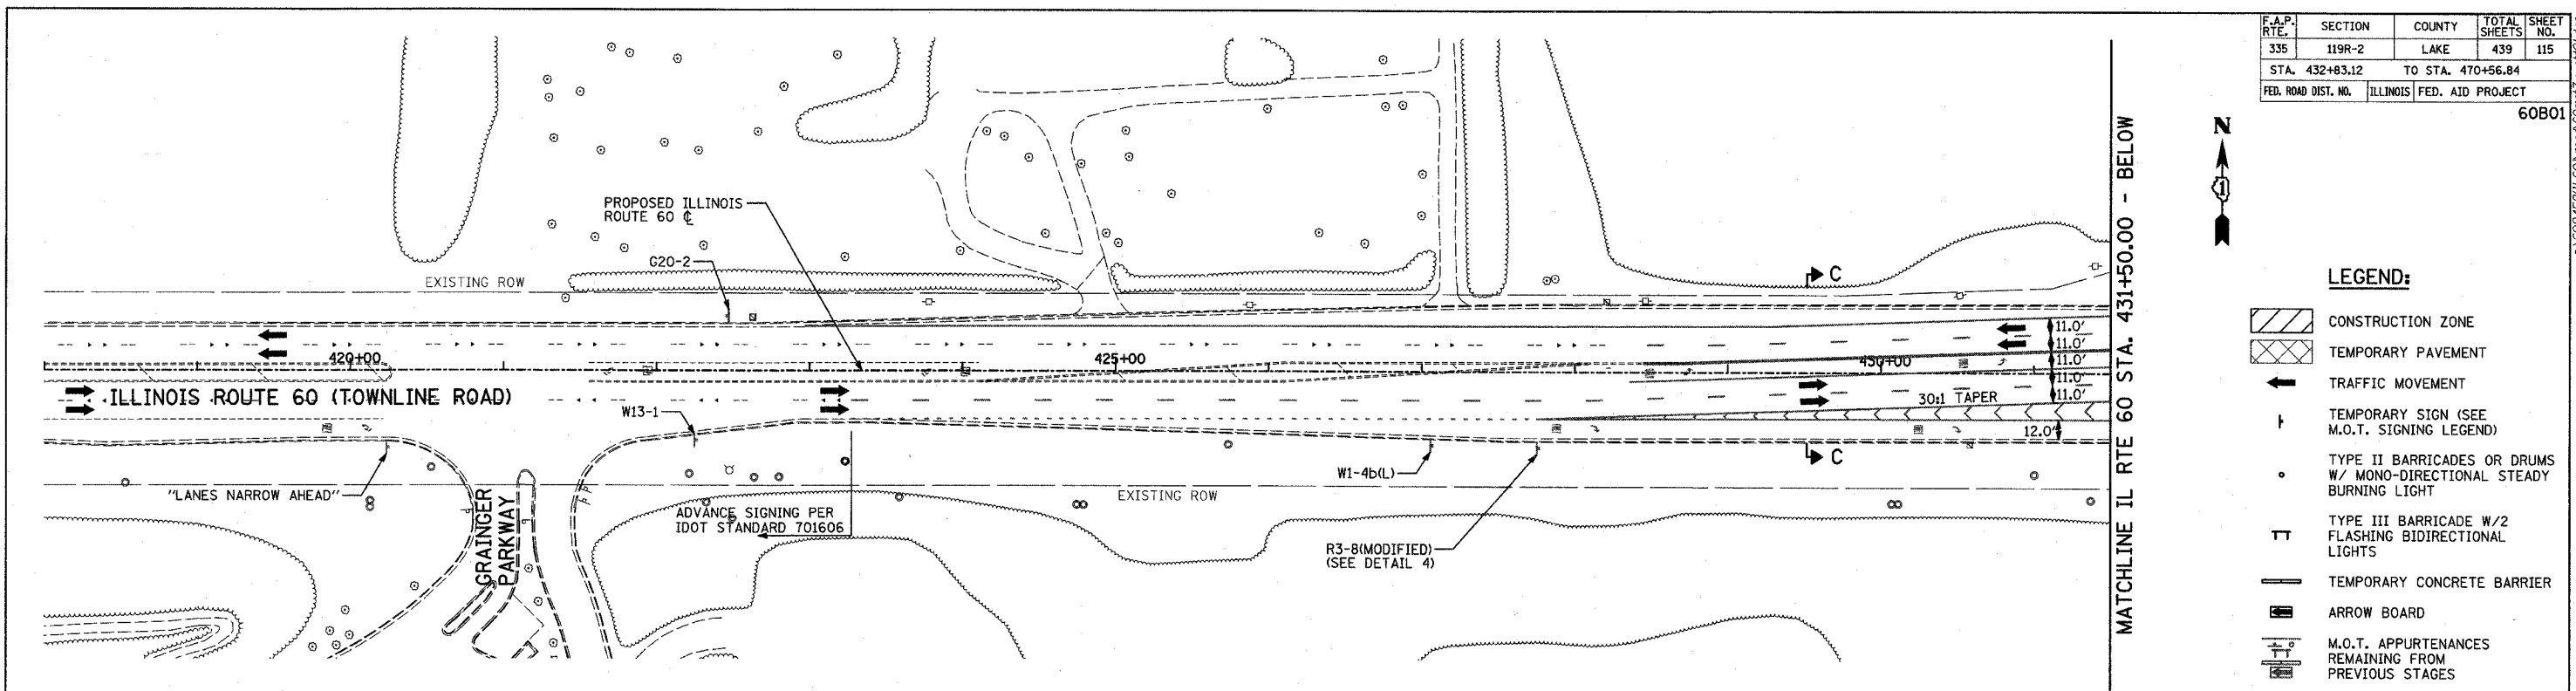 F.A.P. RTE. SECTION COUNTY TOTAL SHEETS SHEET NO.
335 119R-2 LAKE 439 115
STA. 432+83.12 TO STA. 470+56.84
FED. ROAD DIST. NO. ILLINOIS FED. AID PROJECT
60B01
N
1
PROPOSED ILLINOIS
ROUTE 60 ℄
G20-2
EXISTING ROW
C
420+00
425+00
430+00
11.0'
11.0'
11.0'
11.0'
11.0'
ILLINOIS ROUTE 60 (TOWNLINE ROAD)
30:1 TAPER
12.0'
W13-1
C
"LANES NARROW AHEAD"
W1-4b(L)
EXISTING ROW
GRAINGER
PARKWAY
ADVANCE SIGNING PER
IDOT STANDARD 701606
R3-8(MODIFIED)
(SEE DETAIL 4)
MATCHLINE IL RTE 60 STA. 431+50.00 - BELOW
LEGEND:
CONSTRUCTION ZONE
TEMPORARY PAVEMENT
TRAFFIC MOVEMENT
TEMPORARY SIGN (SEE
M.O.T. SIGNING LEGEND)
TYPE II BARRICADES OR DRUMS
W/ MONO-DIRECTIONAL STEADY
BURNING LIGHT
TYPE III BARRICADE W/2
FLASHING BIDIRECTIONAL
LIGHTS
TEMPORARY CONCRETE BARRIER
ARROW BOARD
M.O.T. APPURTENANCES
REMAINING FROM
PREVIOUS STAGES